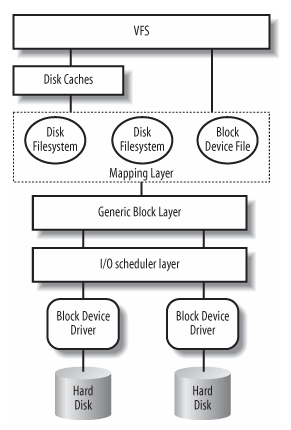 VFS
Disk Caches
Disk
Filesystem
Disk
Filesystem
Block
Device File
Mapping Layer
Generic Block Layer
I/O scheduler layer
Block Device
Driver
Block Device
Driver
Hard
Disk
Hard
Disk